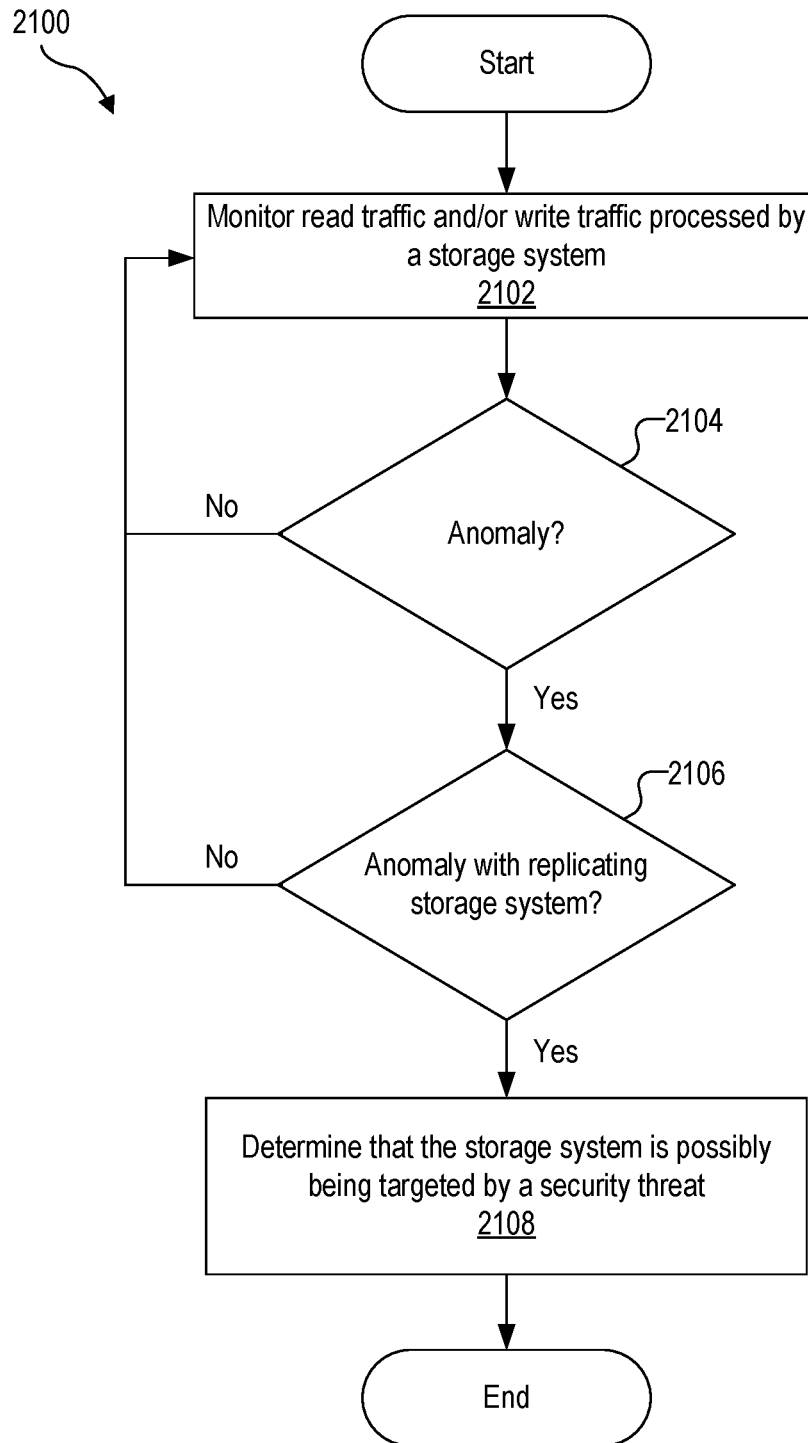 2100
Start
Monitor read traffic and/or write traffic processed by
a storage system
2102
2104
Anomaly?
No
Yes
2106
Anomaly with replicating
storage system?
No
Yes
Determine that the storage system is possibly
being targeted by a security threat
2108
End